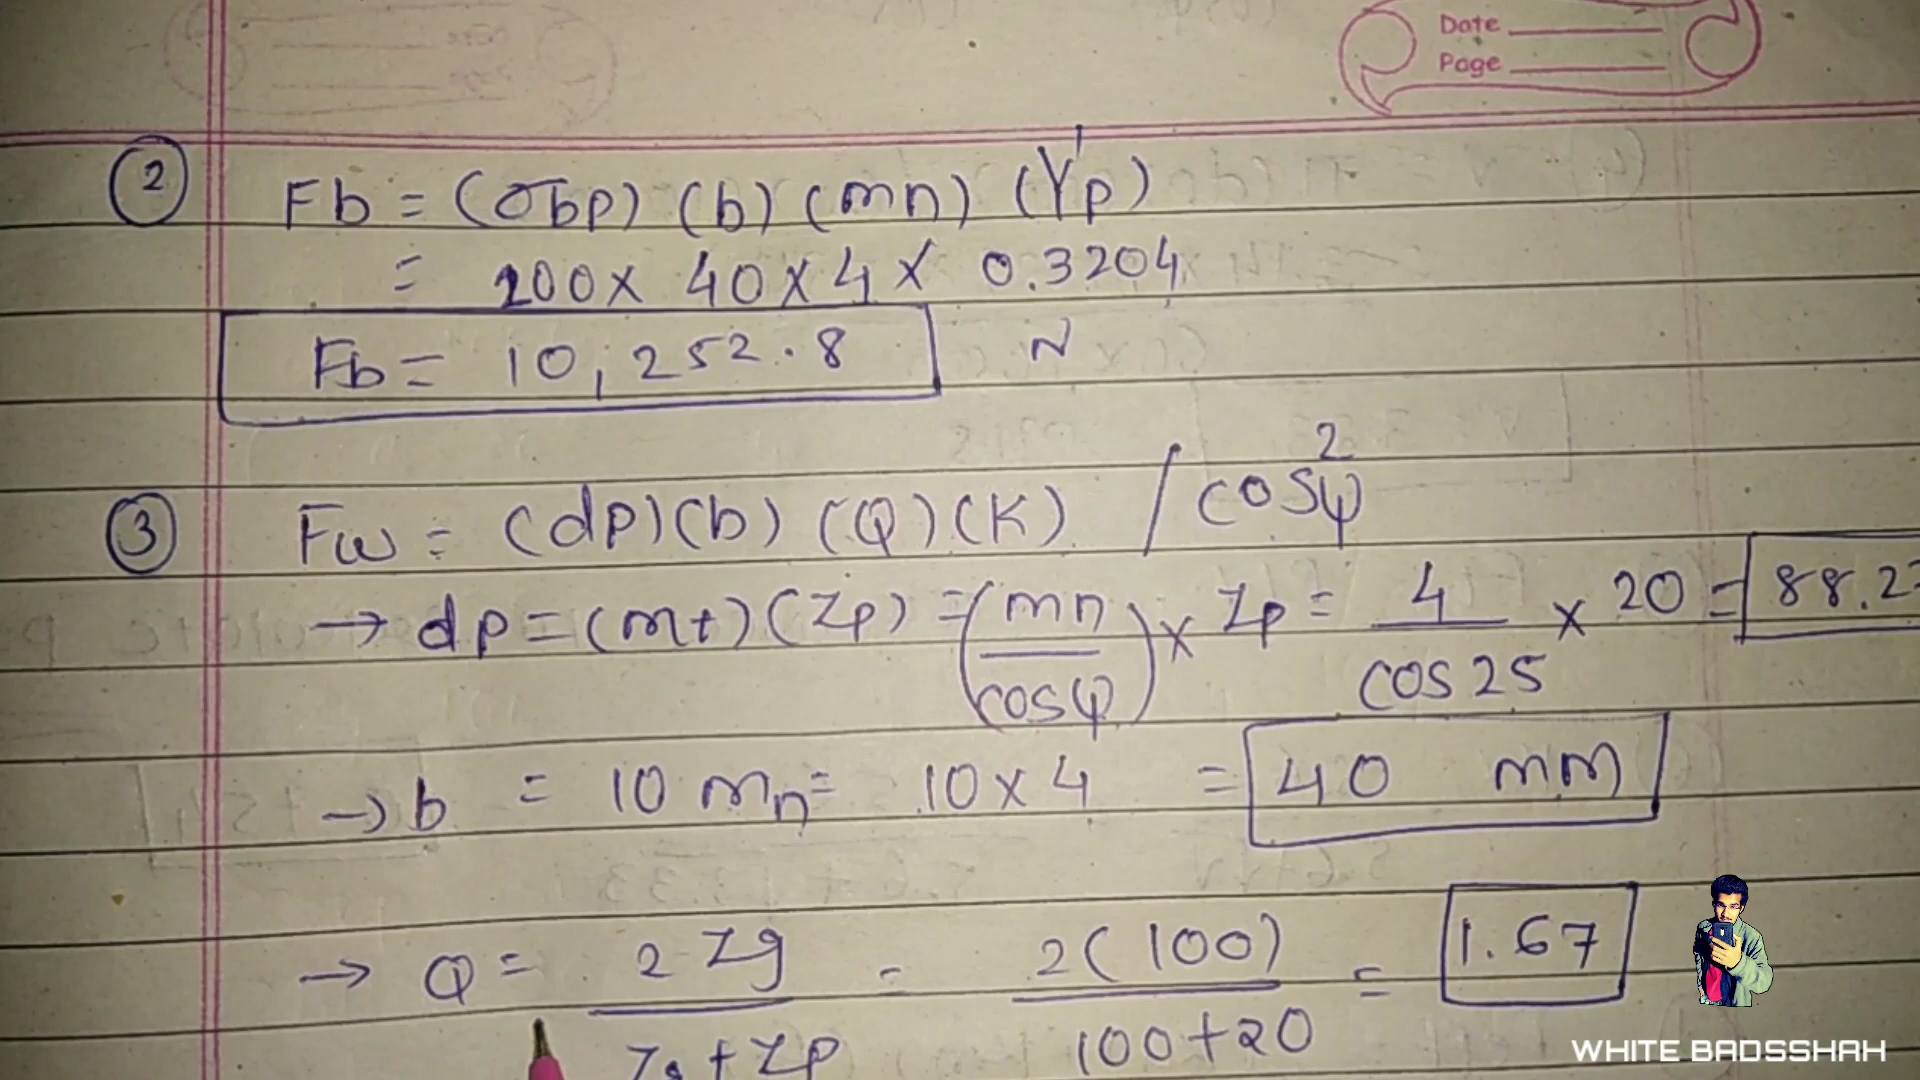 Date
Page
② Fb = (σbp) (b) (mn) (Y'p)
= 200 x 40 x 4 x 0.3204
Fb = 10,252.8 N
③ Fw = (dp)(b) (Q) (K) / cos²ψ
→ dp = (mt) (Zp) = (mn/cosψ) x Zp = 4/cos25 x 20 = 88.2
→ b = 10 mn = 10 x 4 = 40 mm
→ Q = 2 Zg / Zg + Zp = 2(100) / 100+20 = 1.67
WHITE BADSSHAH